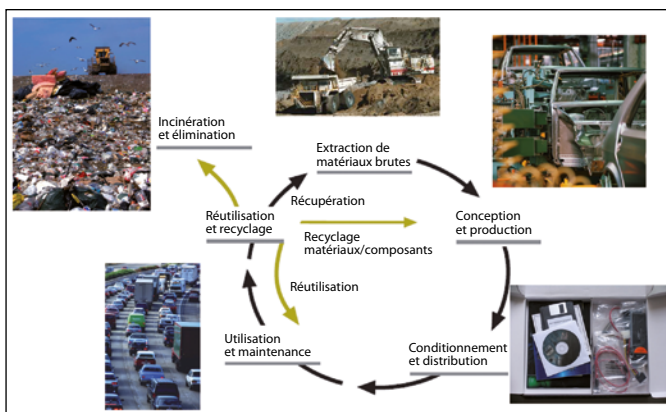 Incinération
et élimination
Extraction de
matériaux brutes
Réutilisation
et recyclage
Récupération
Recyclage
matériaux/composants
Conception
et production
Réutilisation
Utilisation
et maintenance
Conditionnement
et distribution